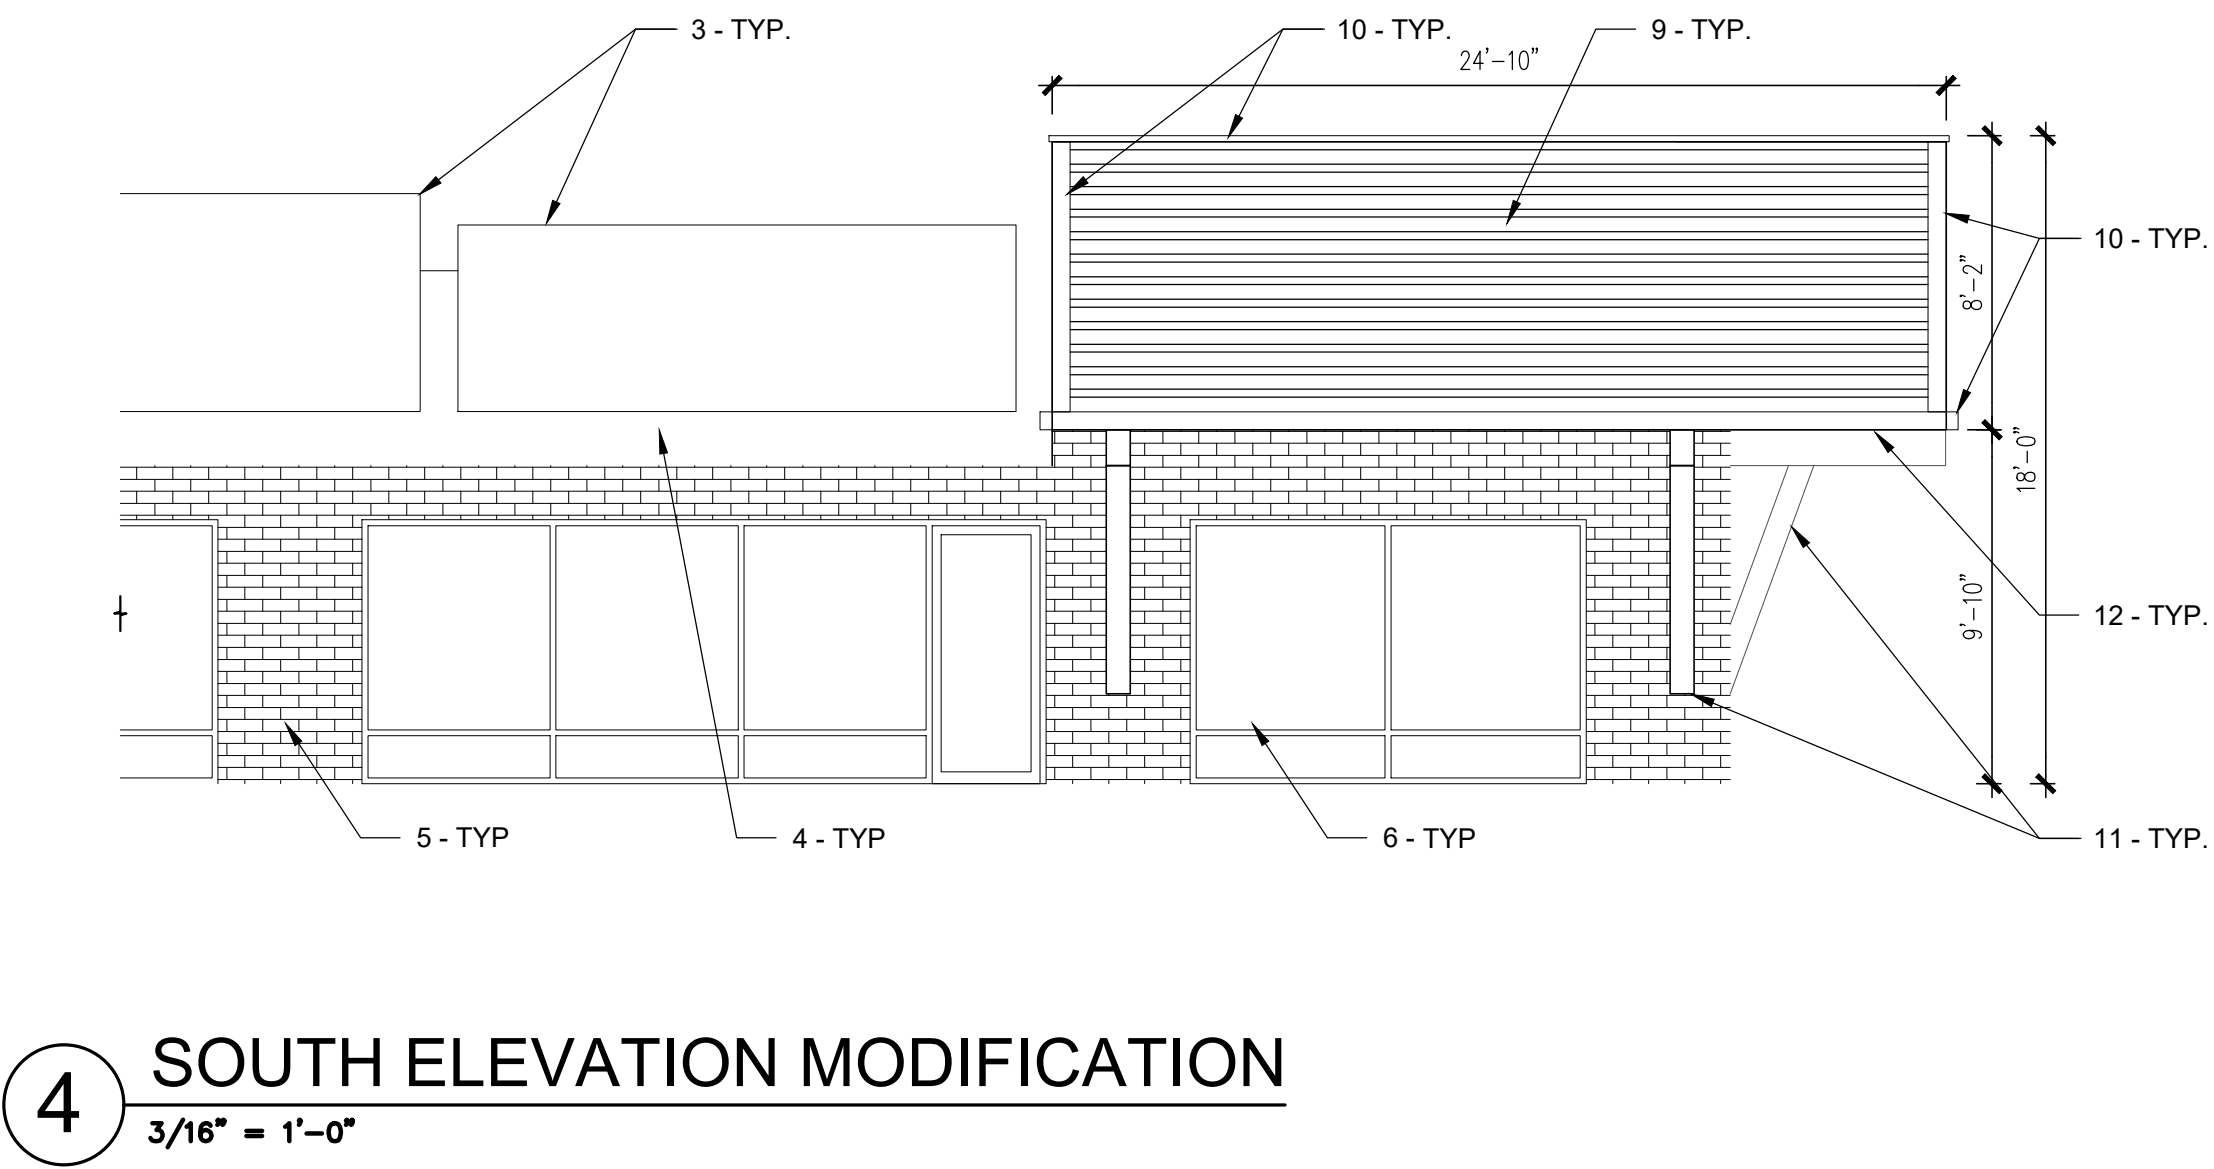 3 - TYP.
10 - TYP.
9 - TYP.
24'-10"
10 - TYP.
8'-2"
18'-0"
9'-10"
12 - TYP.
5 - TYP
4 - TYP
6 - TYP
11 - TYP.
4
SOUTH ELEVATION MODIFICATION
3/16" = 1'-0"